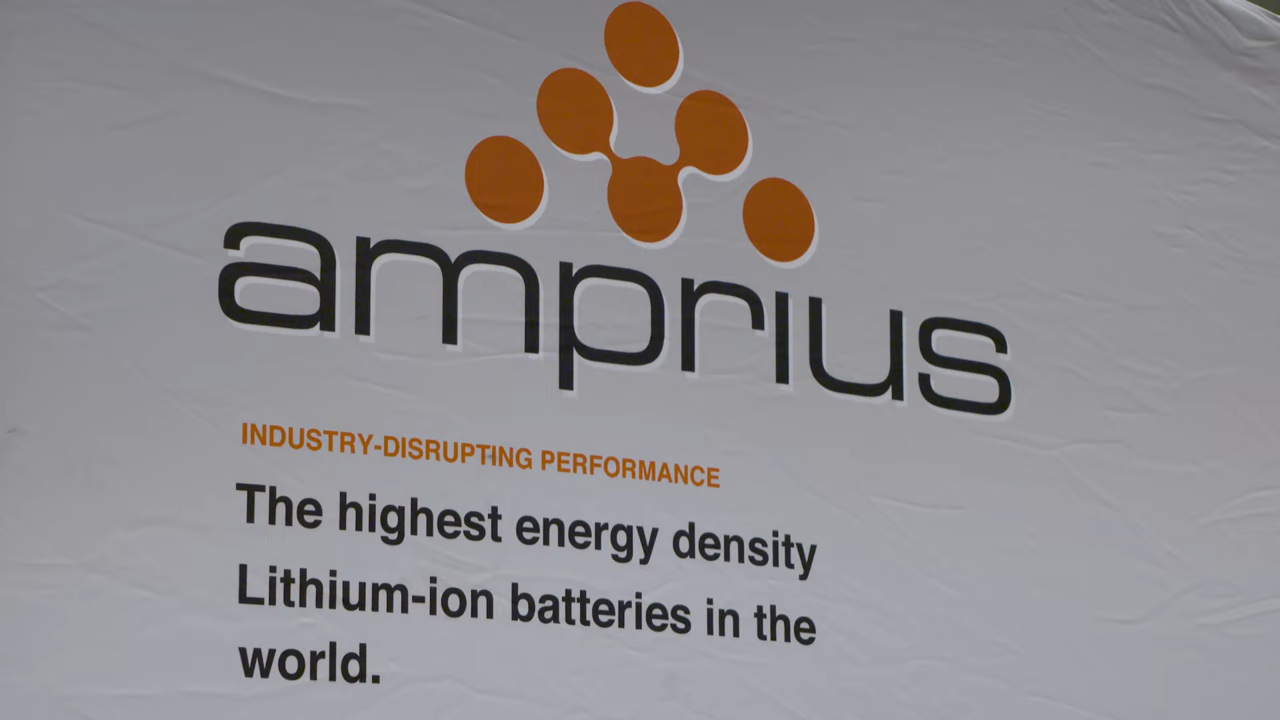 amprius
INDUSTRY-DISRUPTING PERFORMANCE
The highest energy density
Lithium-ion batteries in the
world.